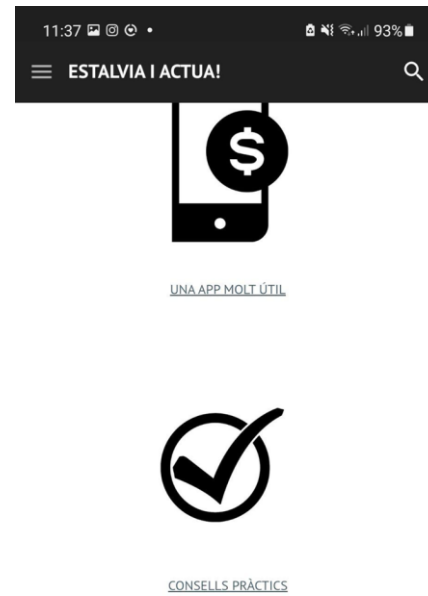 11:37 93%
ESTALVIA I ACTUA!
$
UNA APP MOLT ÚTIL
CONSELLS PRÀCTICS